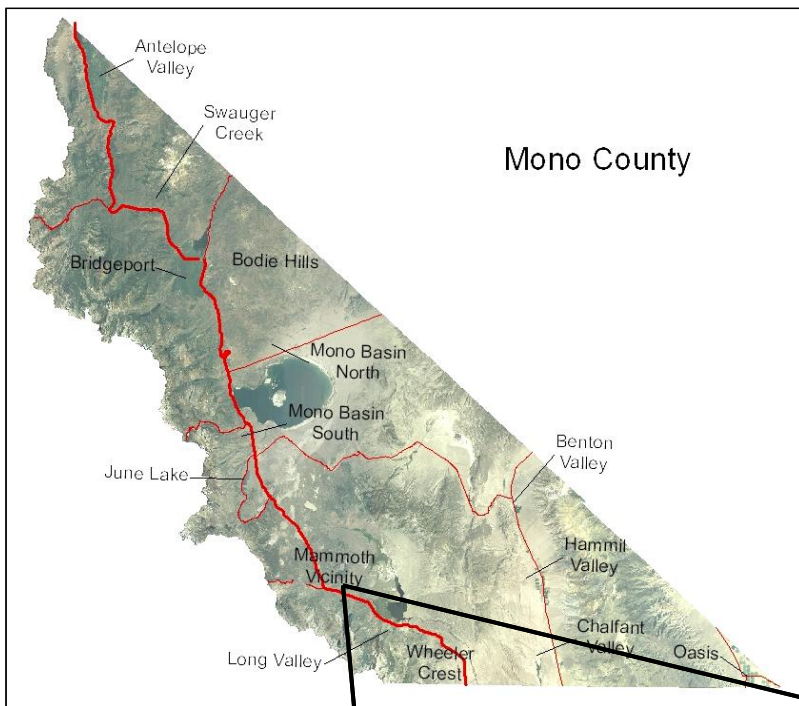 Antelope
Valley
Swauger
Creek
Mono County
Bridgeport
Bodie Hills
Mono Basin
North
Mono Basin
South
June Lake
Benton
Valley
Hammil
Valley
Mammoth
Vicinity
Long Valley
Wheeler
Crest
Chalfant
Valley
Oasis